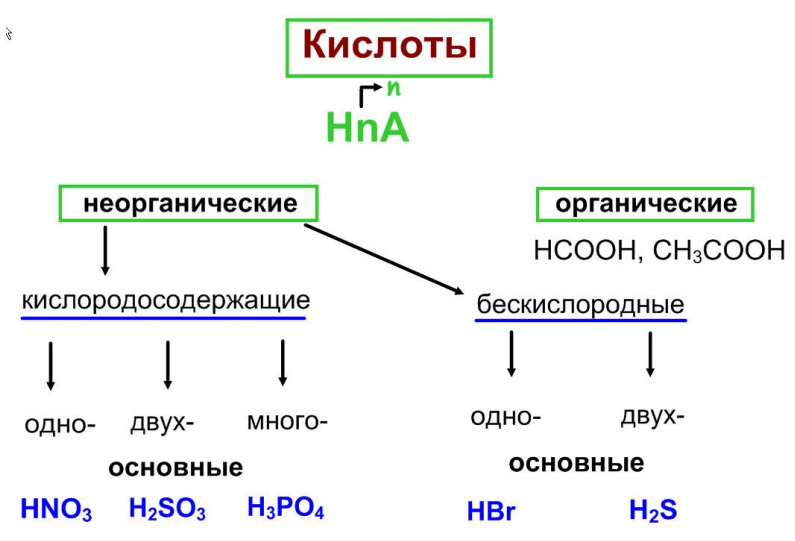 Кислоты
n
HnA
неорганические
органические
HCOOH, CH₃COOH
кислородосодержащие
бескислородные
одно- двух- много-
одно- двух-
основные
основные
HNO₃ H₂SO₃ H₃PO₄
HBr H₂S